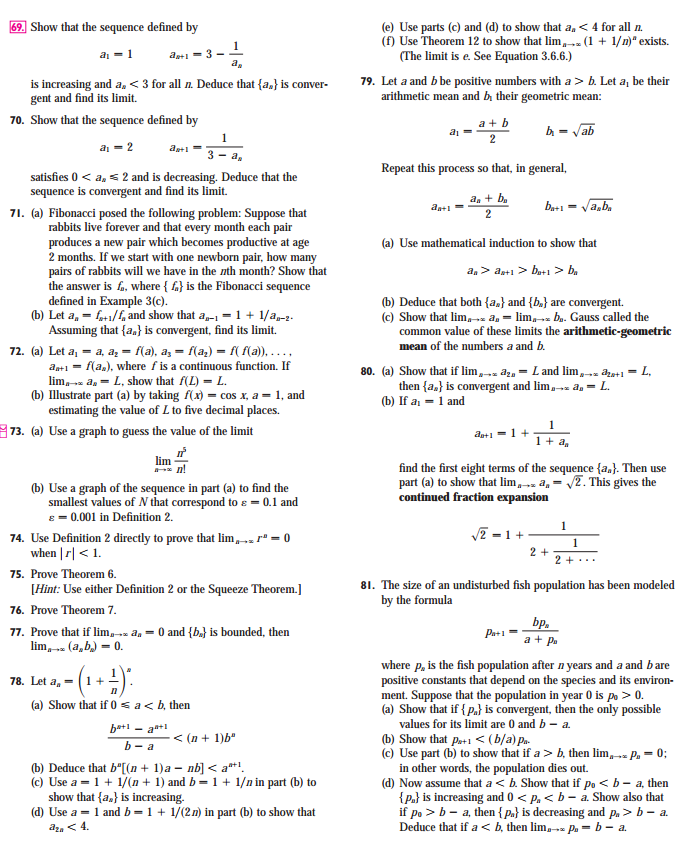 69. Show that the sequence defined by
a₁ = 1 aₙ₊₁ = 3 − 1/aₙ
is increasing and aₙ < 3 for all n. Deduce that {aₙ} is conver-
gent and find its limit.
70. Show that the sequence defined by
a₁ = 2 aₙ₊₁ = 1/(3 − aₙ)
satisfies 0 < aₙ ≤ 2 and is decreasing. Deduce that the
sequence is convergent and find its limit.
71. (a) Fibonacci posed the following problem: Suppose that
rabbits live forever and that every month each pair
produces a new pair which becomes productive at age
2 months. If we start with one newborn pair, how many
pairs of rabbits will we have in the nth month? Show that
the answer is fₙ, where {fₙ} is the Fibonacci sequence
defined in Example 3(c).
(b) Let aₙ = fₙ₊₁/fₙ and show that aₙ₋₁ = 1 + 1/aₙ₋₂.
Assuming that {aₙ} is convergent, find its limit.
72. (a) Let a₁ = a, a₂ = f(a), a₃ = f(a₂) = f(f(a)), . . . ,
aₙ₊₁ = f(aₙ), where f is a continuous function. If
limₙ→∞ aₙ = L, show that f(L) = L.
(b) Illustrate part (a) by taking f(x) = cos x, a = 1, and
estimating the value of L to five decimal places.
73. (a) Use a graph to guess the value of the limit
lim n→∞ n⁵/n!
(b) Use a graph of the sequence in part (a) to find the
smallest values of N that correspond to ε = 0.1 and
ε = 0.001 in Definition 2.
74. Use Definition 2 directly to prove that limₙ→∞ rⁿ = 0
when |r| < 1.
75. Prove Theorem 6.
[Hint: Use either Definition 2 or the Squeeze Theorem.]
76. Prove Theorem 7.
77. Prove that if limₙ→∞ aₙ = 0 and {bₙ} is bounded, then
limₙ→∞ (aₙbₙ) = 0.
78. Let aₙ = (1 + 1/n)ⁿ.
(a) Show that if 0 ≤ a < b, then
(bⁿ⁺¹ − aⁿ⁺¹)/(b − a) < (n + 1)bⁿ
(b) Deduce that bⁿ[(n + 1)a − nb] < aⁿ⁺¹.
(c) Use a = 1 + 1/(n + 1) and b = 1 + 1/n in part (b) to
show that {aₙ} is increasing.
(d) Use a = 1 and b = 1 + 1/(2n) in part (b) to show that
a₂ₙ < 4.
(e) Use parts (c) and (d) to show that aₙ < 4 for all n.
(f) Use Theorem 12 to show that limₙ→∞ (1 + 1/n)ⁿ exists.
(The limit is e. See Equation 3.6.6.)
79. Let a and b be positive numbers with a > b. Let a₁ be their
arithmetic mean and b₁ their geometric mean:
a₁ = (a + b)/2 b₁ = √(ab)
Repeat this process so that, in general,
aₙ₊₁ = (aₙ + bₙ)/2 bₙ₊₁ = √(aₙbₙ)
(a) Use mathematical induction to show that
aₙ > aₙ₊₁ > bₙ₊₁ > bₙ
(b) Deduce that both {aₙ} and {bₙ} are convergent.
(c) Show that limₙ→∞ aₙ = limₙ→∞ bₙ. Gauss called the
common value of these limits the arithmetic-geometric
mean of the numbers a and b.
80. (a) Show that if limₙ→∞ a₂ₙ = L and limₙ→∞ a₂ₙ₊₁ = L,
then {aₙ} is convergent and limₙ→∞ aₙ = L.
(b) If a₁ = 1 and
aₙ₊₁ = 1 + 1/(1 + aₙ)
find the first eight terms of the sequence {aₙ}. Then use
part (a) to show that limₙ→∞ aₙ = √2. This gives the
continued fraction expansion
√2 = 1 + 1/(2 + 1/(2 + · · ·))
81. The size of an undisturbed fish population has been modeled
by the formula
pₙ₊₁ = bpₙ/(a + pₙ)
where pₙ is the fish population after n years and a and b are
positive constants that depend on the species and its environ-
ment. Suppose that the population in year 0 is p₀ > 0.
(a) Show that if {pₙ} is convergent, then the only possible
values for its limit are 0 and b − a.
(b) Show that pₙ₊₁ < (b/a)pₙ.
(c) Use part (b) to show that if a > b, then limₙ→∞ pₙ = 0;
in other words, the population dies out.
(d) Now assume that a < b. Show that if p₀ < b − a, then
{pₙ} is increasing and 0 < pₙ < b − a. Show also that
if p₀ > b − a, then {pₙ} is decreasing and pₙ > b − a.
Deduce that if a < b, then limₙ→∞ pₙ = b − a.